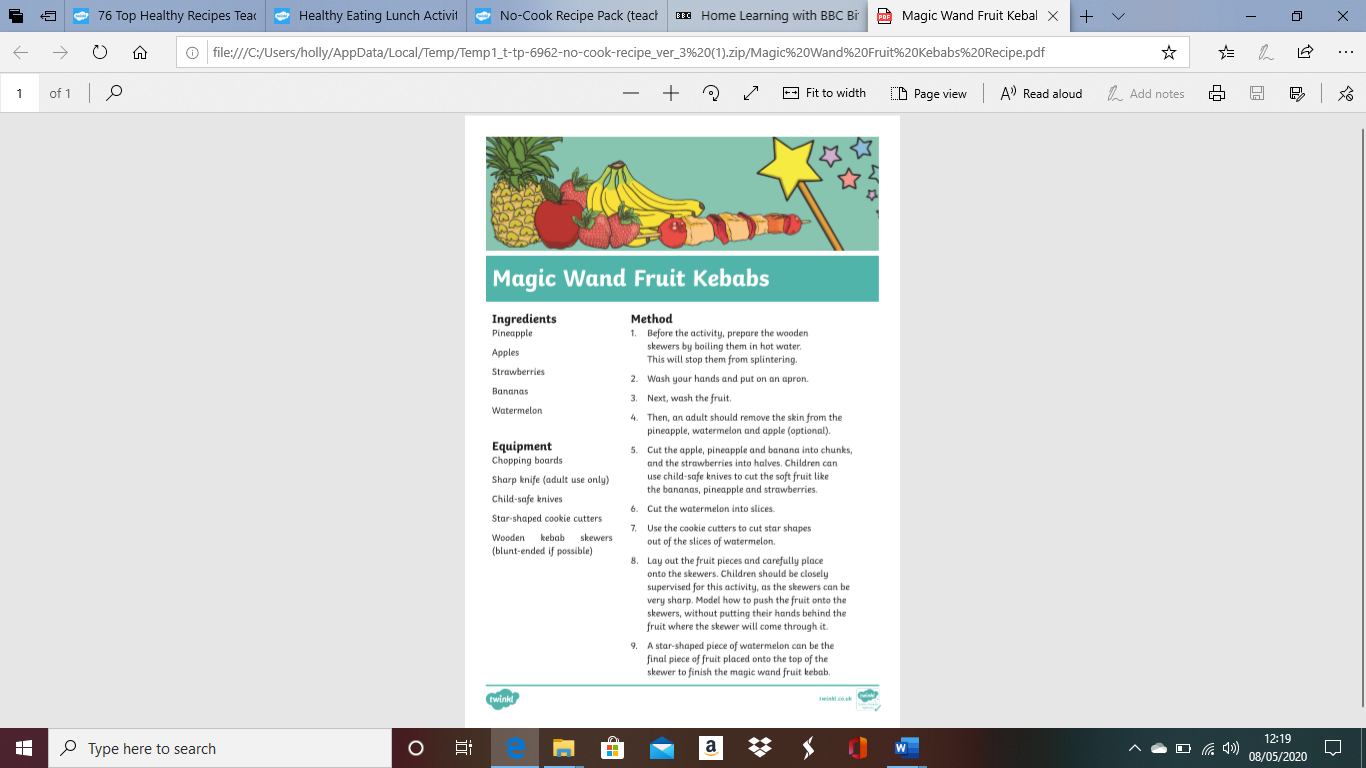 76 Top Healthy Recipes Teac
Healthy Eating Lunch Activit
No-Cook Recipe Pack (teach
BBC Home Learning with BBC Bi
PDF Magic Wand Fruit Kebal
file:///C:/Users/holly/AppData/Local/Temp/Temp1_t-tp-6962-no-cook-recipe_ver_3%20(1).zip/Magic%20Wand%20Fruit%20Kebabs%20Recipe.pdf
1 of 1
Fit to width
Page view
Read aloud
Add notes
Magic Wand Fruit Kebabs
Ingredients
Pineapple
Apples
Strawberries
Bananas
Watermelon
Equipment
Chopping boards
Sharp knife (adult use only)
Child-safe knives
Star-shaped cookie cutters
Wooden kebab skewers
(blunt-ended if possible)
Method
1. Before the activity, prepare the wooden
skewers by boiling them in hot water.
This will stop them from splintering.
2. Wash your hands and put on an apron.
3. Next, wash the fruit.
4. Then, an adult should remove the skin from the
pineapple, watermelon and apple (optional).
5. Cut the apple, pineapple and banana into chunks,
and the strawberries into halves. Children can
use child-safe knives to cut the soft fruit like
the bananas, pineapple and strawberries.
6. Cut the watermelon into slices.
7. Use the cookie cutters to cut star shapes
out of the slices of watermelon.
8. Lay out the fruit pieces and carefully place
onto the skewers. Children should be closely
supervised for this activity, as the skewers can be
very sharp. Model how to push the fruit onto the
skewers, without putting their hands behind the
fruit where the skewer will come through it.
9. A star-shaped piece of watermelon can be the
final piece of fruit placed onto the top of the
skewer to finish the magic wand fruit kebab.
twinkl
twinkl.co.uk
twinkl
Type here to search
12:19
08/05/2020